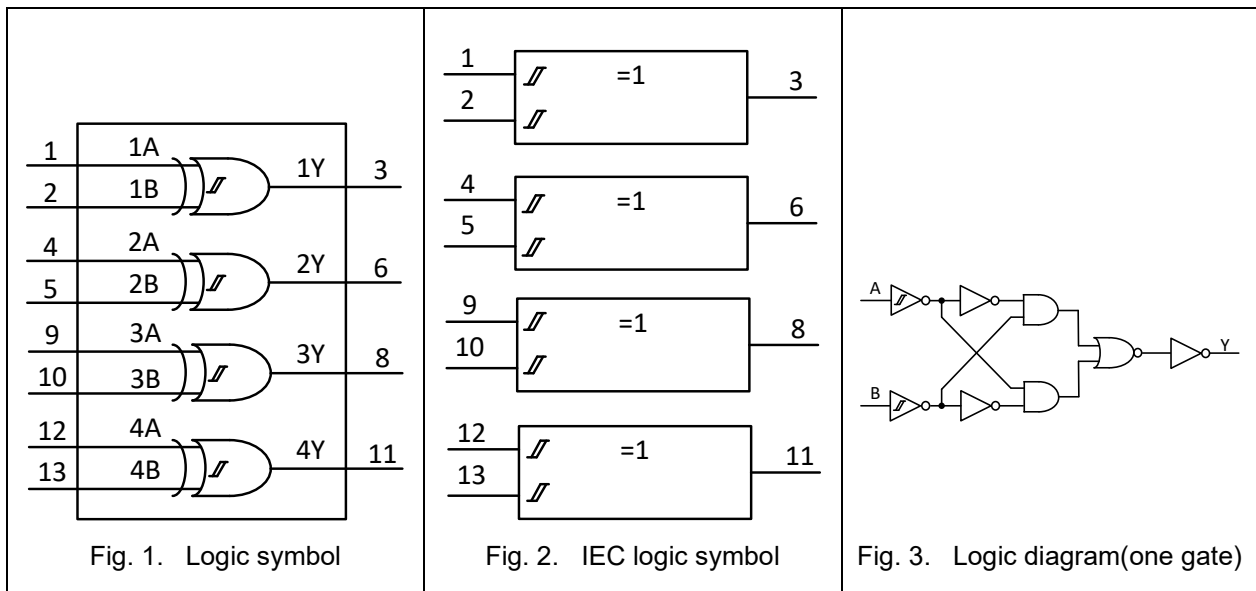 1
1A
1Y
3
2
1B
4
2A
2Y
6
5
2B
9
3A
3Y
8
10
3B
12
4A
4Y
11
13
4B
Fig. 1. Logic symbol
1
=1
3
2
4
=1
6
5
9
=1
8
10
12
=1
11
13
Fig. 2. IEC logic symbol
A
Y
B
Fig. 3. Logic diagram(one gate)